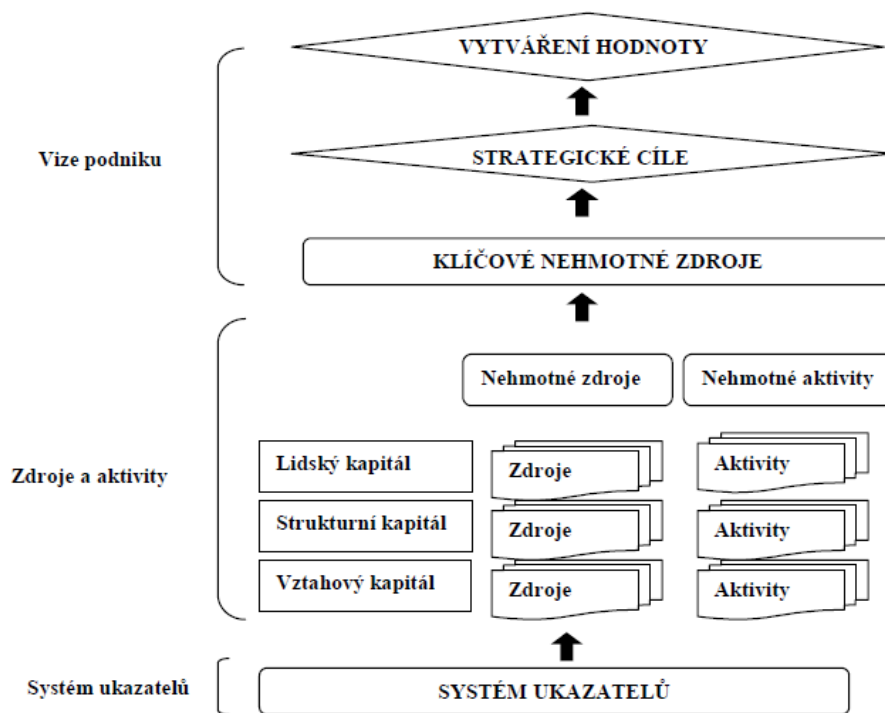 VYTVÁŘENÍ HODNOTY
Vize podniku
STRATEGICKÉ CÍLE
KLÍČOVÉ NEHMOTNÉ ZDROJE
Nehmotné zdroje
Nehmotné aktivity
Zdroje a aktivity
Lidský kapitál
Zdroje
Aktivity
Strukturní kapitál
Zdroje
Aktivity
Vztahový kapitál
Zdroje
Aktivity
Systém ukazatelů
SYSTÉM UKAZATELŮ